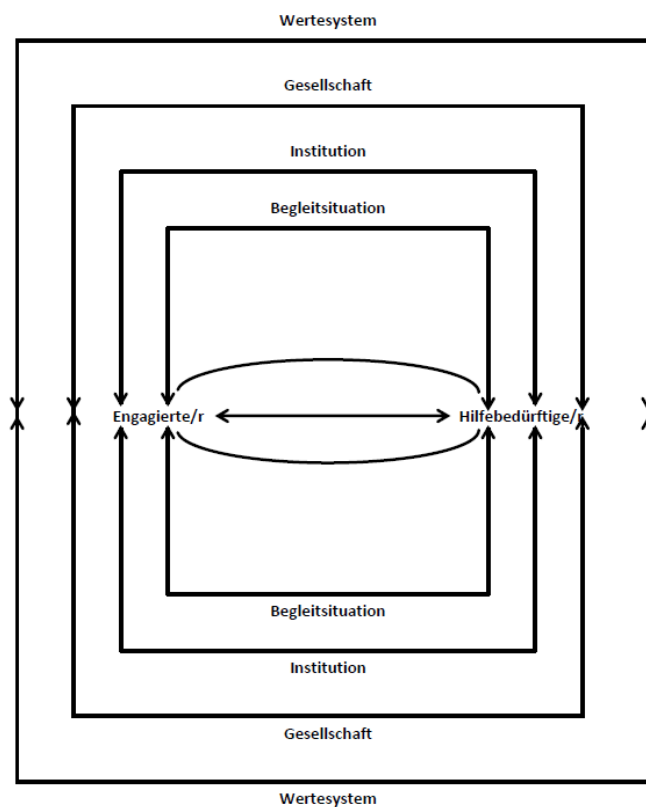 Wertesystem
Gesellschaft
Institution
Begleitsituation
Engagierte/r Hilfebedürftige/r
Begleitsituation
Institution
Gesellschaft
Wertesystem